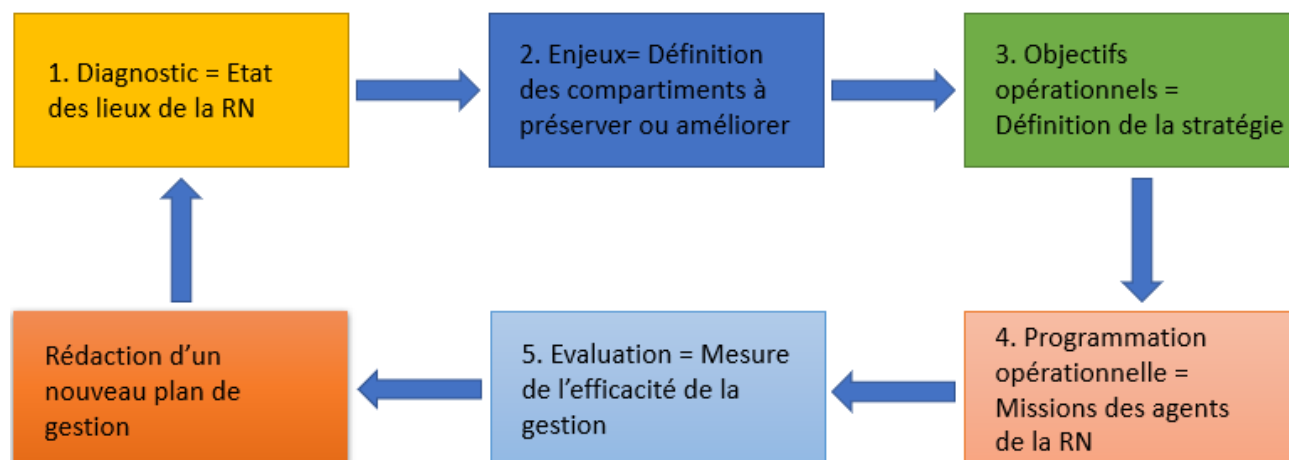 1. Diagnostic = Etat
des lieux de la RN
2. Enjeux= Définition
des compartiments à
préserver ou améliorer
3. Objectifs
opérationnels =
Définition de la stratégie
4. Programmation
opérationnelle =
Missions des agents
de la RN
5. Evaluation = Mesure
de l’efficacité de la
gestion
Rédaction d’un
nouveau plan de
gestion